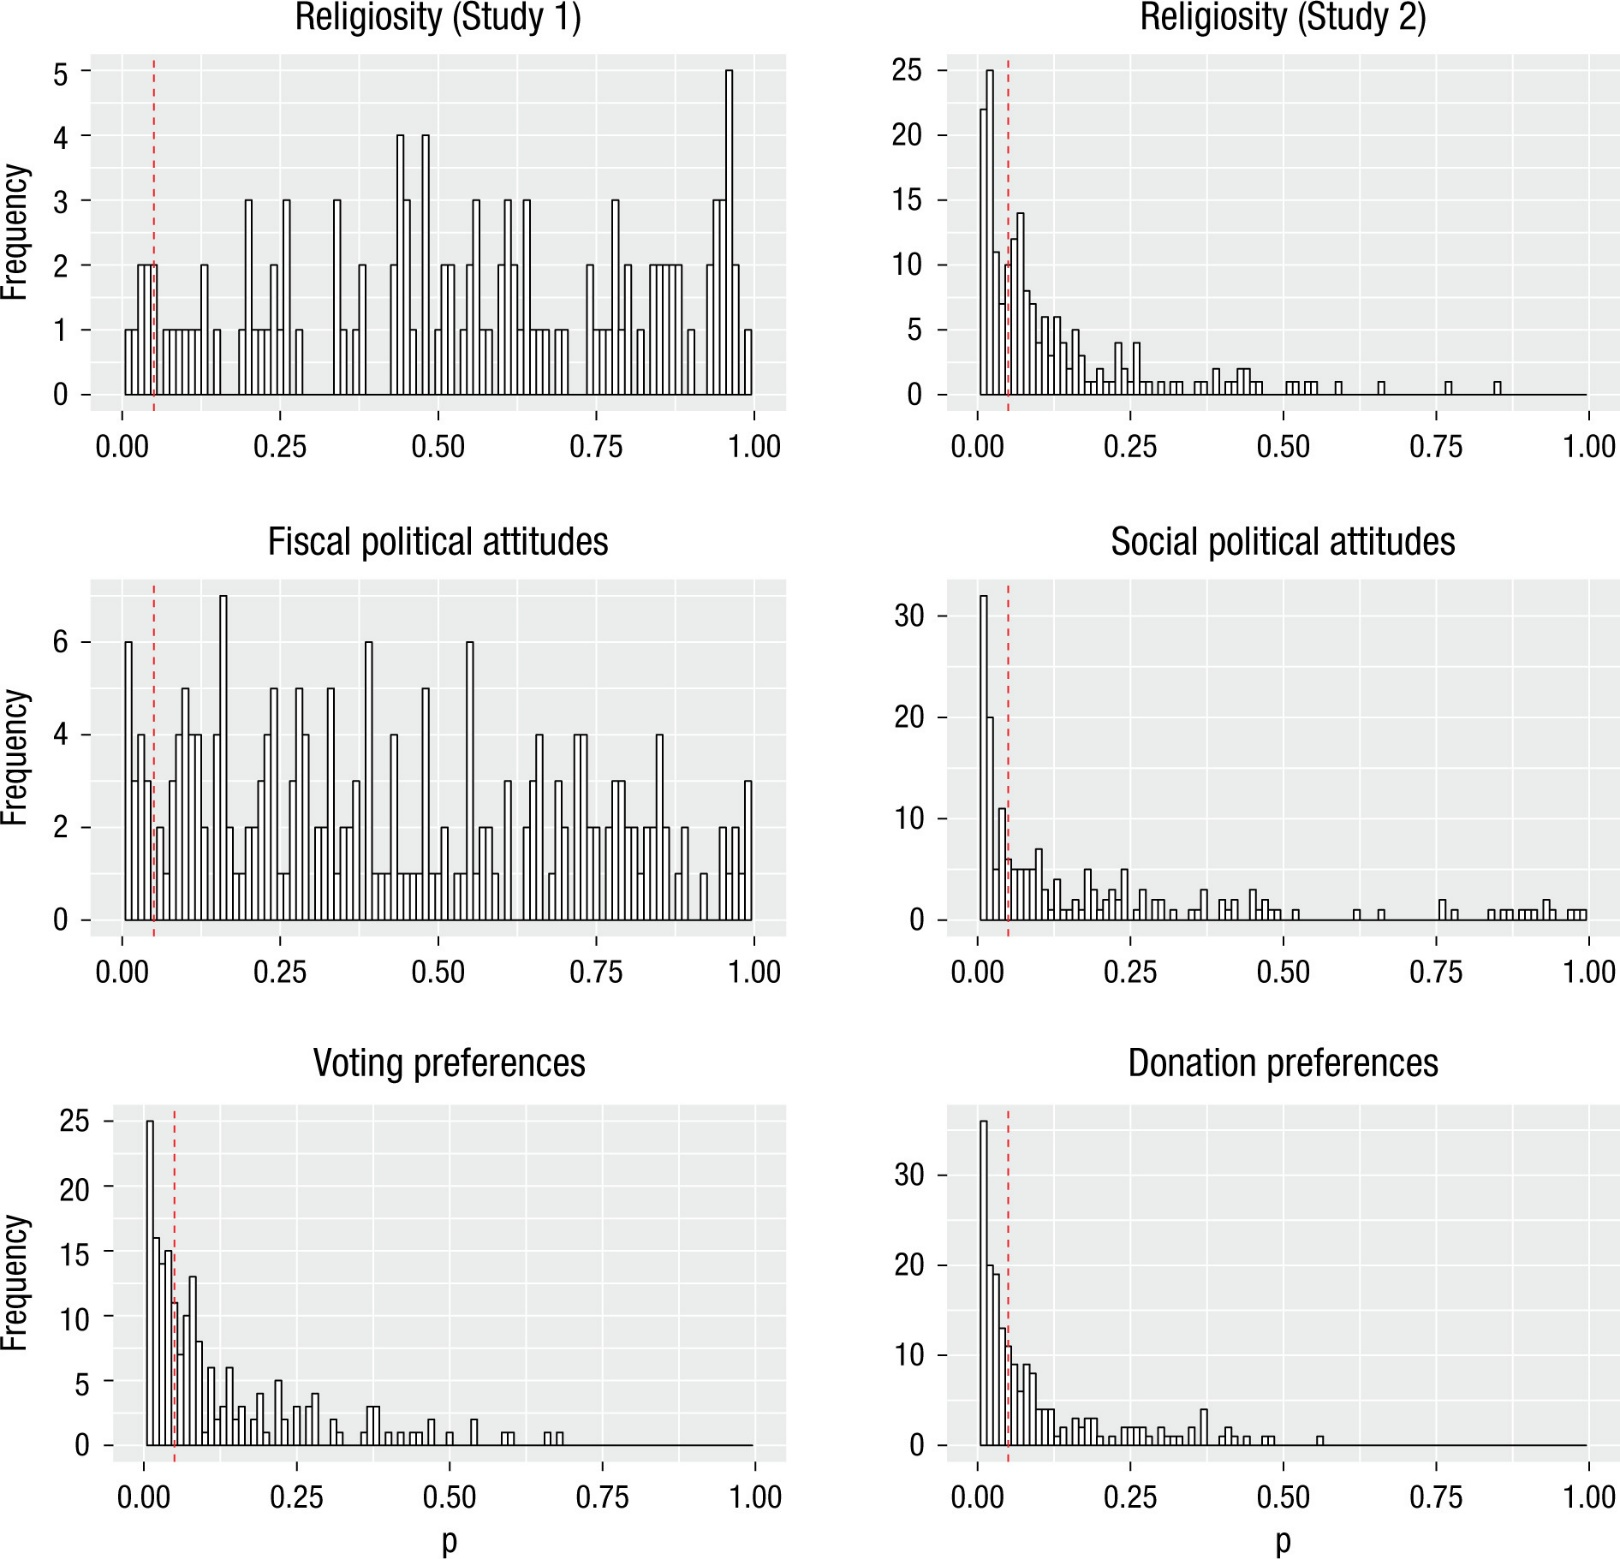 Religiosity (Study 1)
Frequency
5
4
3
2
1
0
0.00 0.25 0.50 0.75 1.00
Religiosity (Study 2)
25
20
15
10
5
0
0.00 0.25 0.50 0.75 1.00
Fiscal political attitudes
Frequency
6
4
2
0
0.00 0.25 0.50 0.75 1.00
Social political attitudes
30
20
10
0
0.00 0.25 0.50 0.75 1.00
Voting preferences
Frequency
25
20
15
10
5
0
0.00 0.25 0.50 0.75 1.00
p
Donation preferences
30
20
10
0
0.00 0.25 0.50 0.75 1.00
p